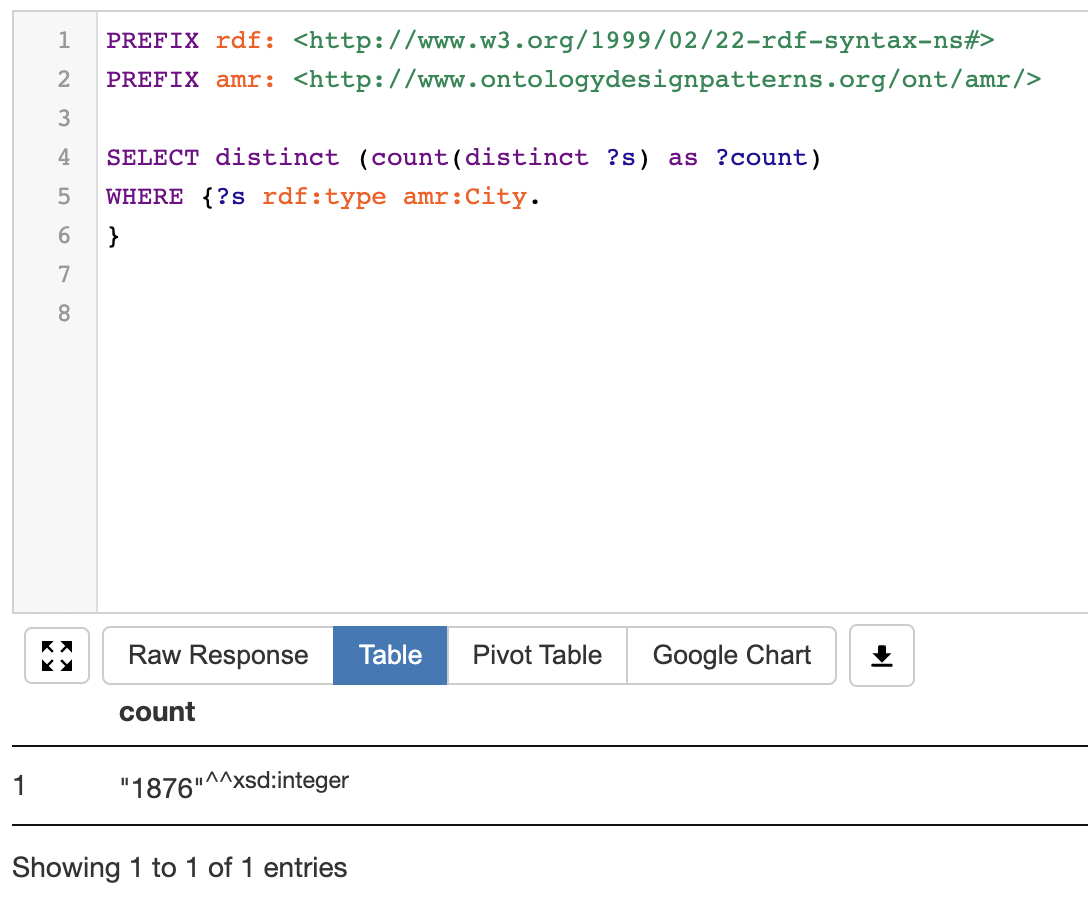 1 PREFIX rdf: <http://www.w3.org/1999/02/22-rdf-syntax-ns#>
2 PREFIX amr: <http://www.ontologydesignpatterns.org/ont/amr/>
3
4 SELECT distinct (count(distinct ?s) as ?count)
5 WHERE {?s rdf:type amr:City.
6 }
7
8
Raw Response Table Pivot Table Google Chart
count
1 "1876"^^xsd:integer
Showing 1 to 1 of 1 entries